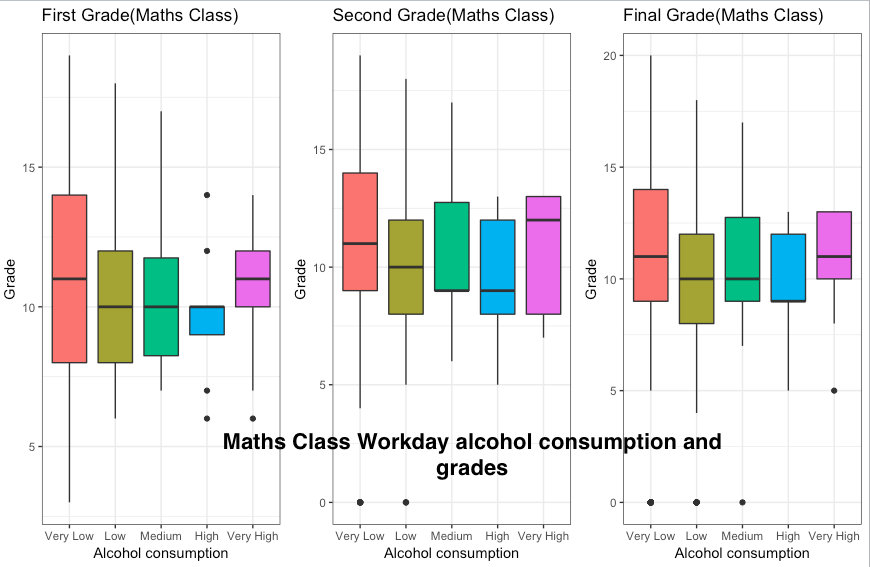 First Grade(Maths Class)
Second Grade(Maths Class)
Final Grade(Maths Class)
Grade
15
10
5
Very Low Low Medium High Very High
Alcohol consumption
Grade
15
10
5
0
Very Low Low Medium High Very High
Alcohol consumption
Grade
20
15
10
5
0
Very Low Low Medium High Very High
Alcohol consumption
Maths Class Workday alcohol consumption and
grades